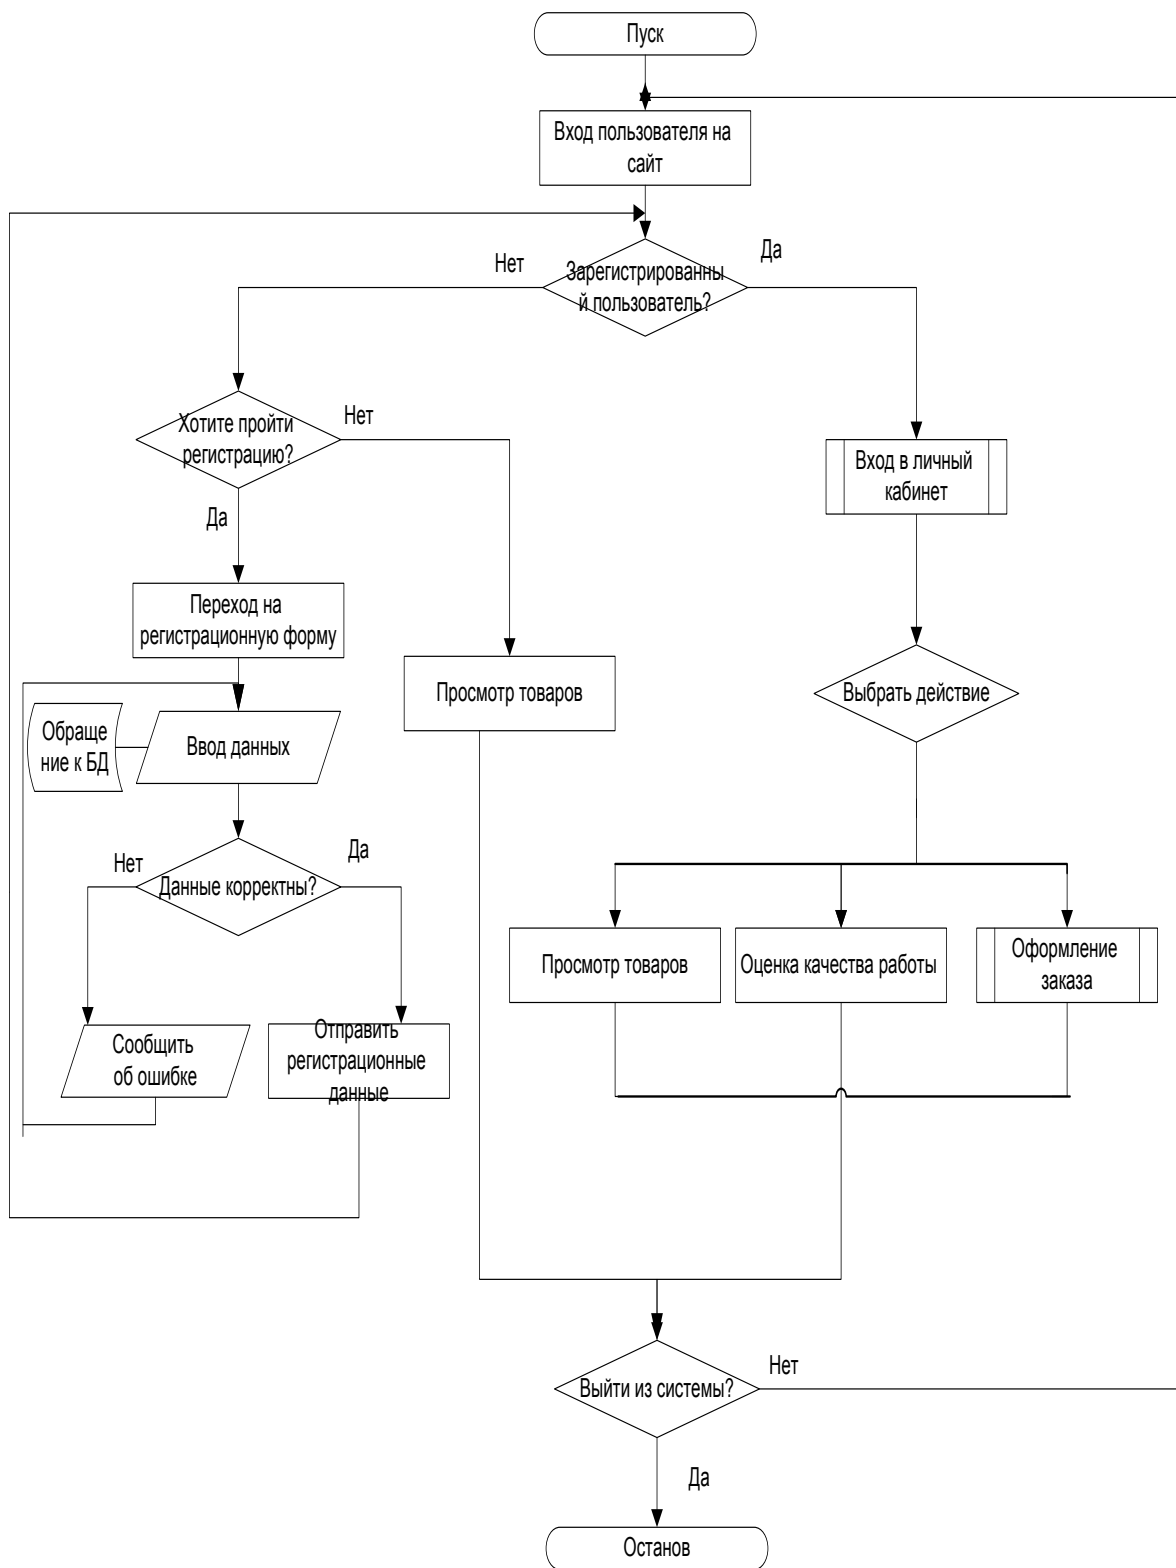 Пуск
Вход пользователя на
сайт
Нет
Да
Зарегистрированны
й пользователь?
Хотите пройти
регистрацию?
Нет
Да
Вход в личный
кабинет
Переход на
регистрационную форму
Просмотр товаров
Выбрать действие
Обраще
ние к БД
Ввод данных
Нет
Да
Данные корректны?
Просмотр товаров
Оценка качества работы
Оформление
заказа
Сообщить
об ошибке
Отправить
регистрационные
данные
Выйти из системы?
Нет
Да
Останов